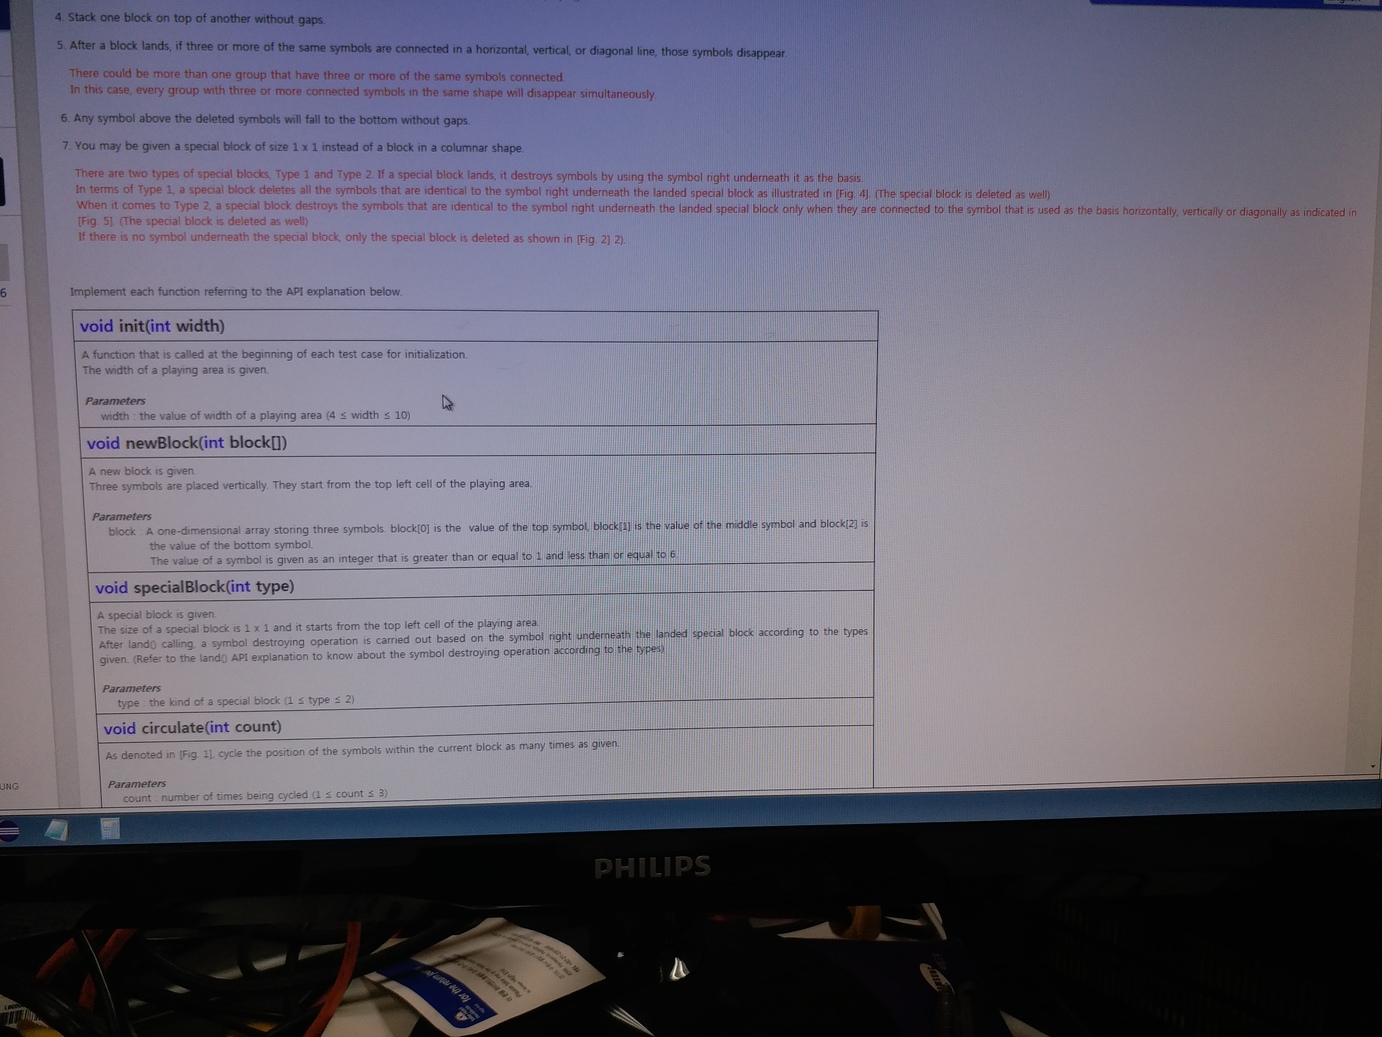 4. Stack one block on top of another without gaps.
5. After a block lands, if three or more of the same symbols are connected in a horizontal, vertical, or diagonal line, those symbols disappear.
There could be more than one group that have three or more of the same symbols connected.
In this case, every group with three or more connected symbols in the same shape will disappear simultaneously.
6. Any symbol above the deleted symbols will fall to the bottom without gaps.
7. You may be given a special block of size 1 x 1 instead of a block in a columnar shape.
There are two types of special blocks, Type 1 and Type 2. If a special block lands, it destroys symbols by using the symbol right underneath it as the basis.
In terms of Type 1, a special block deletes all the symbols that are identical to the symbol right underneath the landed special block as illustrated in [Fig. 4]. (The special block is deleted as well)
When it comes to Type 2, a special block destroys the symbols that are identical to the symbol right underneath the landed special block only when they are connected to the symbol that is used as the basis horizontally, vertically or diagonally as indicated in
[Fig. 5]. (The special block is deleted as well)
If there is no symbol underneath the special block, only the special block is deleted as shown in [Fig. 2] 2).
6
Implement each function referring to the API explanation below.
void init(int width)
A function that is called at the beginning of each test case for initialization.
The width of a playing area is given.
Parameters
width : the value of width of a playing area (4 ≤ width ≤ 10)
void newBlock(int block[])
A new block is given.
Three symbols are placed vertically. They start from the top left cell of the playing area.
Parameters
block : A one-dimensional array storing three symbols. block[0] is the value of the top symbol, block[1] is the value of the middle symbol and block[2] is
the value of the bottom symbol.
The value of a symbol is given as an integer that is greater than or equal to 1 and less than or equal to 6.
void specialBlock(int type)
A special block is given.
The size of a special block is 1 x 1 and it starts from the top left cell of the playing area.
After land() calling, a symbol destroying operation is carried out based on the symbol right underneath the landed special block according to the types
given. (Refer to the land() API explanation to know about the symbol destroying operation according to the types)
Parameters
type : the kind of a special block (1 ≤ type ≤ 2)
void circulate(int count)
As denoted in [Fig. 1], cycle the position of the symbols within the current block as many times as given.
Parameters
count : number of times being cycled (1 ≤ count ≤ 3)
UNG
PHILIPS